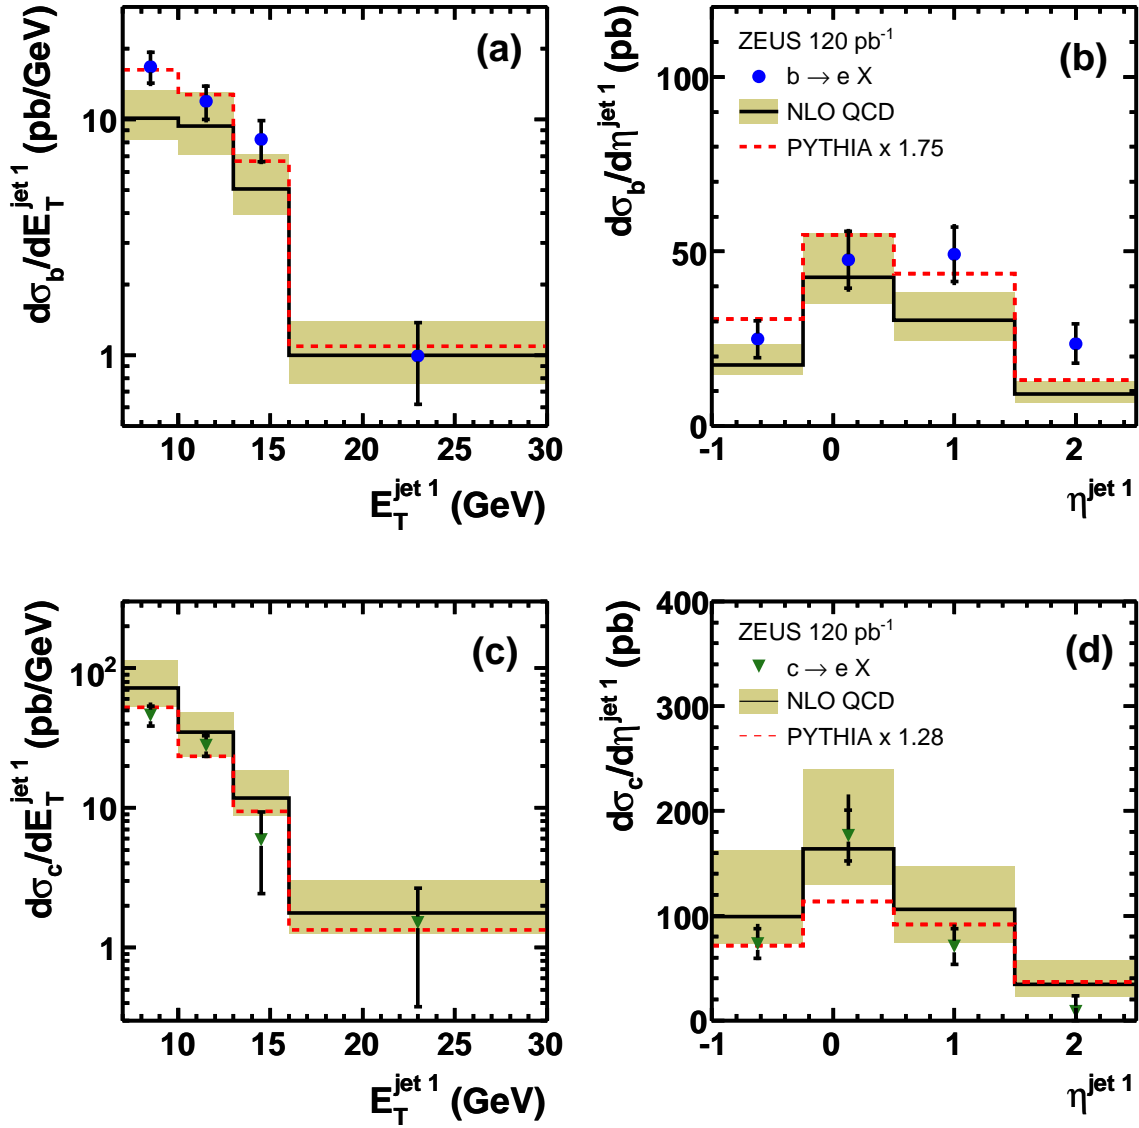 (a)
dσ_b/dE_T^jet 1 (pb/GeV)
10
1
10 15 20 25 30
E_T^jet 1 (GeV)
(b)
dσ_b/dη^jet 1 (pb)
ZEUS 120 pb⁻¹
b → e X
NLO QCD
PYTHIA x 1.75
100
50
0
-1 0 1 2
η^jet 1
(c)
dσ_c/dE_T^jet 1 (pb/GeV)
10²
10
1
10 15 20 25 30
E_T^jet 1 (GeV)
(d)
dσ_c/dη^jet 1 (pb)
ZEUS 120 pb⁻¹
c → e X
NLO QCD
PYTHIA x 1.28
400
300
200
100
0
-1 0 1 2
η^jet 1